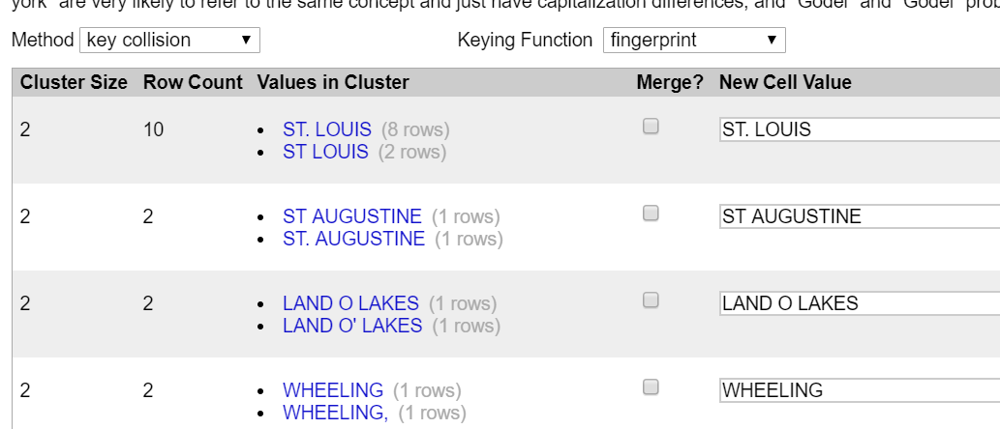 york" are very likely to refer to the same concept and just have capitalization differences, and "Gödel" and "Godel" prob
Method key collision Keying Function fingerprint
Cluster Size Row Count Values in Cluster Merge? New Cell Value
2 10 • ST. LOUIS (8 rows) ST. LOUIS
• ST LOUIS (2 rows)
2 2 • ST AUGUSTINE (1 rows) ST AUGUSTINE
• ST. AUGUSTINE (1 rows)
2 2 • LAND O LAKES (1 rows) LAND O LAKES
• LAND O' LAKES (1 rows)
2 2 • WHEELING (1 rows) WHEELING
• WHEELING, (1 rows)